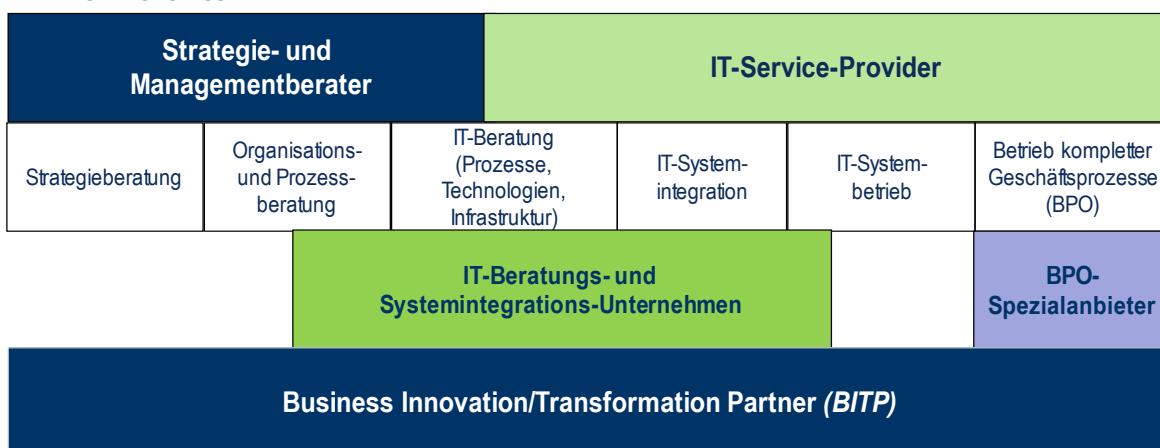 Strategie- und
Managementberater
IT-Service-Provider
Strategieberatung
Organisations-
und Prozess-
beratung
IT-Beratung
(Prozesse,
Technologien,
Infrastruktur)
IT-System-
integration
IT-System-
betrieb
Betrieb kompletter
Geschäftsprozesse
(BPO)
IT-Beratungs- und
Systemintegrations-Unternehmen
BPO-
Spezialanbieter
Business Innovation/Transformation Partner (BITP)